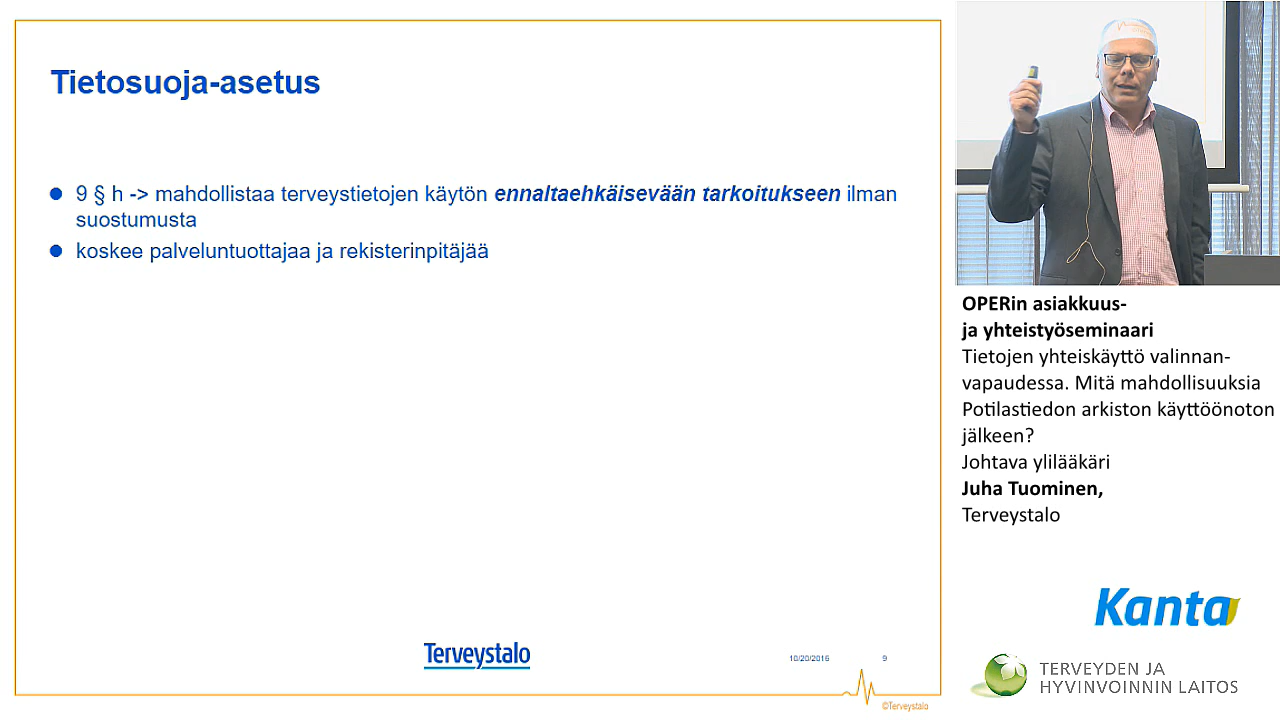 Tietosuoja-asetus
9 § h -> mahdollistaa terveystietojen käytön ennaltaehkäisevään tarkoitukseen ilman
suostumusta
koskee palveluntuottajaa ja rekisterinpitäjää
Terveystalo
10/20/2016
9
©Terveystalo
OPERin asiakkuus-
ja yhteistyöseminaari
Tietojen yhteiskäyttö valinnan-
vapaudessa. Mitä mahdollisuuksia
Potilastiedon arkiston käyttöönoton
jälkeen?
Johtava ylilääkäri
Juha Tuominen,
Terveystalo
Kanta
TERVEYDEN JA
HYVINVOINNIN LAITOS